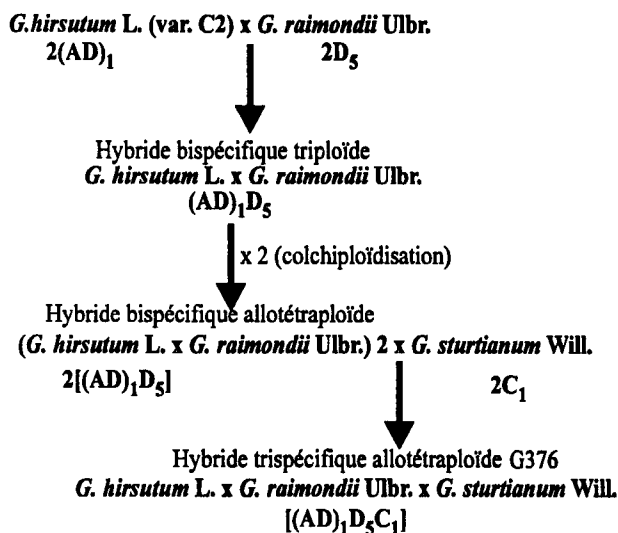 G.hirsutum L. (var. C2) x G. raimondii Ulbr.
2(AD)₁ 2D₅
Hybride bispécifique triploïde
G. hirsutum L. x G. raimondii Ulbr.
(AD)₁D₅
x 2 (colchiploïdisation)
Hybride bispécifique allotétraploïde
(G. hirsutum L. x G. raimondii Ulbr.) 2 x G. sturtianum Will.
2[(AD)₁D₅] 2C₁
Hybride trispécifique allotétraploïde G376
G. hirsutum L. x G. raimondii Ulbr. x G. sturtianum Will.
[(AD)₁D₅C₁]